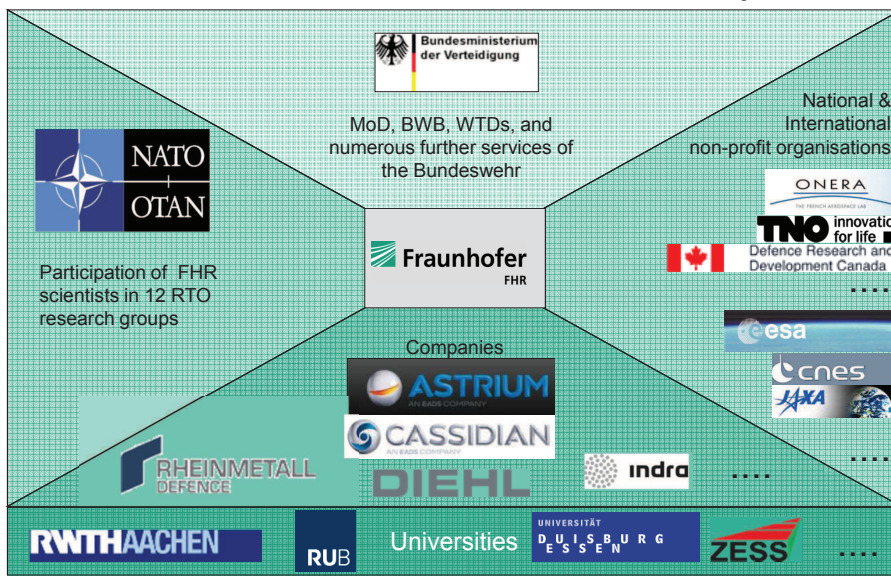 Bundesministerium
der Verteidigung
MoD, BWB, WTDs, and
numerous further services of
the Bundeswehr
NATO
OTAN
Participation of FHR
scientists in 12 RTO
research groups
National &
International
non-profit organisations
ONERA
THE FRENCH AEROSPACE LAB
TNO innovatio
for life
Defence Research and
Development Canada
....
esa
cnes
JAXA
....
Fraunhofer
FHR
Companies
ASTRIUM
AN EADS COMPANY
CASSIDIAN
AN EADS COMPANY
RHEINMETALL
DEFENCE
DIEHL
indra
....
RWTHAACHEN
RUB
Universities
UNIVERSITÄT
DUISBURG
ESSEN
ZESS
....